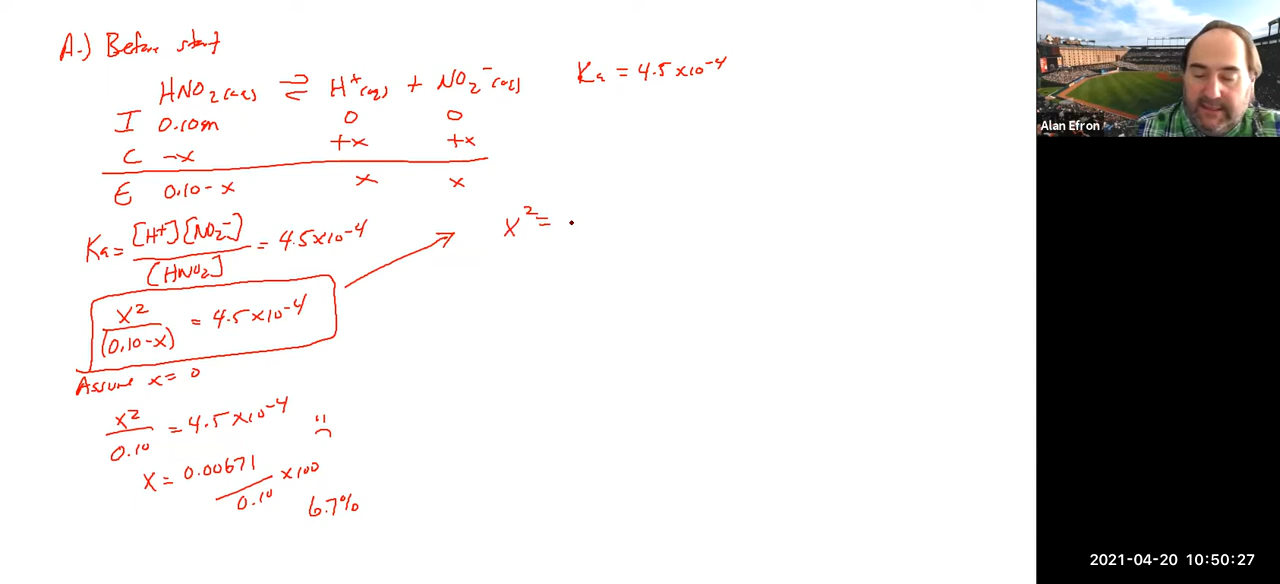 A.) Before start
HNO₂(aq) ⇌ H⁺(aq) + NO₂⁻(aq)
Ka = 4.5x10⁻⁴
I 0.10m 0 0
C -x +x +x
E 0.10-x x x
Ka = [H⁺][NO₂⁻] / [HNO₂] = 4.5x10⁻⁴
x² / (0.10-x) = 4.5x10⁻⁴
Assume x = 0
x² / 0.10 = 4.5x10⁻⁴
x = 0.00671 / 0.10 x100
6.7%
x² =
Alan Efron
2021-04-20 10:50:27